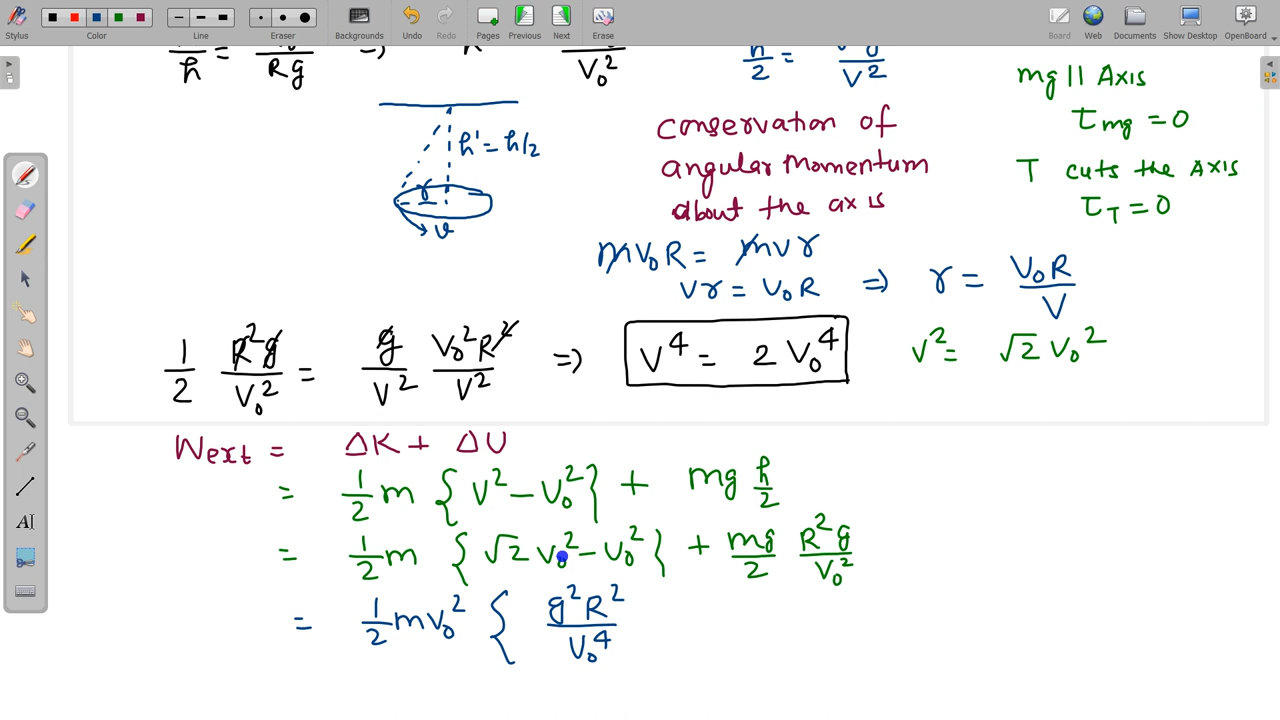 Stylus Color Line Eraser Backgrounds Undo Redo Pages Previous Next Erase Board Web Documents Show Desktop OpenBoard
h = Rg => V₀² h/2 = V²
mg || Axis
h' = h/2
Conservation of
τmg = 0
angular Momentum
T cuts the Axis
r
about the axis
τT = 0
v
mV₀R = mvr
Vr = V₀R => r = V₀R/V
1/2 R²g/V₀² = g/V² V₀²R²/V² => V⁴ = 2V₀⁴ V² = √2 V₀²
Wext = ΔK + ΔU
= 1/2 m {V² - V₀²} + mg h/2
= 1/2 m {√2 V₀² - V₀²} + mg/2 R²g/V₀²
= 1/2 mV₀² { g²R²/V₀⁴